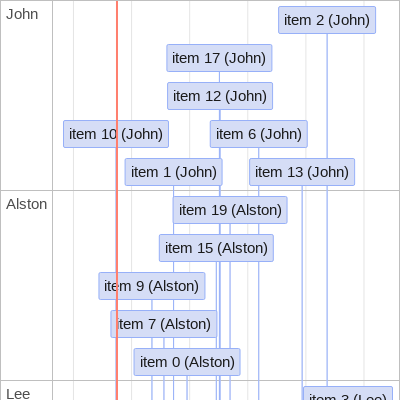 John
item 2 (John)
item 17 (John)
item 12 (John)
item 10 (John)
item 6 (John)
item 1 (John)
item 13 (John)
Alston
item 19 (Alston)
item 15 (Alston)
item 9 (Alston)
item 7 (Alston)
item 0 (Alston)
Lee
item 3 (Lee)